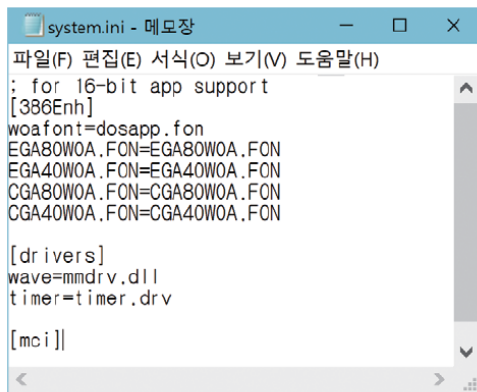 system.ini - 메모장
파일(F) 편집(E) 서식(O) 보기(V) 도움말(H)
; for 16-bit app support
[386Enh]
woafont=dosapp.fon
EGA80WOA.FON=EGA80WOA.FON
EGA40WOA.FON=EGA40WOA.FON
CGA80WOA.FON=CGA80WOA.FON
CGA40WOA.FON=CGA40WOA.FON
[drivers]
wave=mmdrv.dll
timer=timer.drv
[mci]